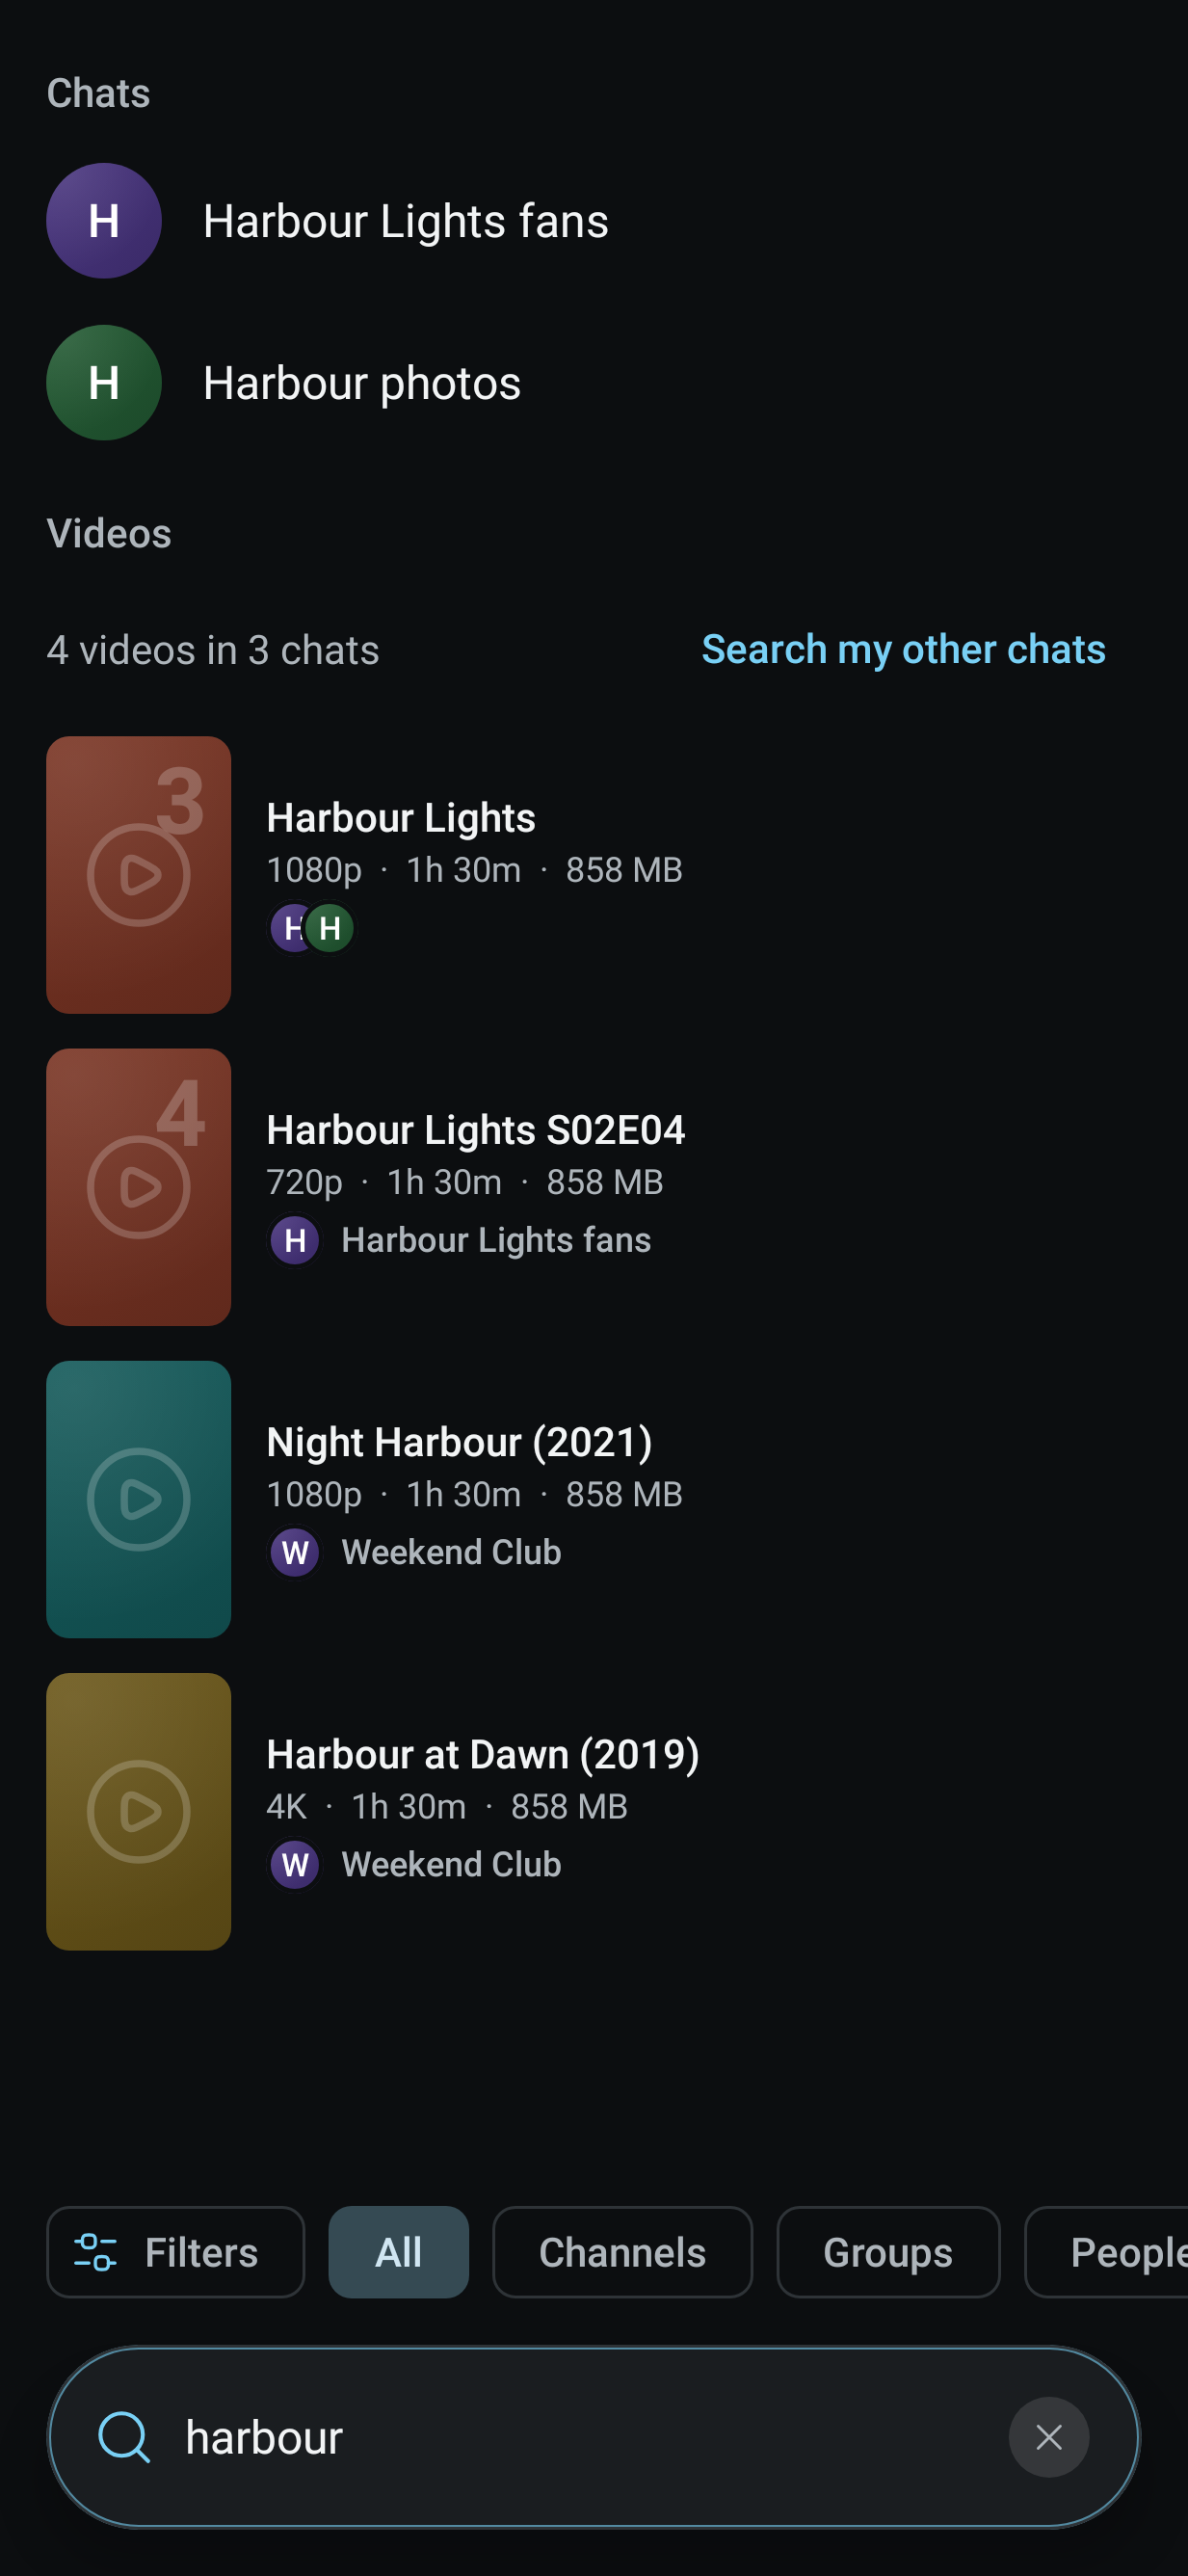 Chats
H
Harbour Lights fans
H
Harbour photos
Videos
4 videos in 3 chats
Search my other chats
3
Harbour Lights
1080p · 1h 30m · 858 MB
H H
4
Harbour Lights S02E04
720p · 1h 30m · 858 MB
H Harbour Lights fans
Night Harbour (2021)
1080p · 1h 30m · 858 MB
W Weekend Club
Harbour at Dawn (2019)
4K · 1h 30m · 858 MB
W Weekend Club
Filters All Channels Groups People
harbour